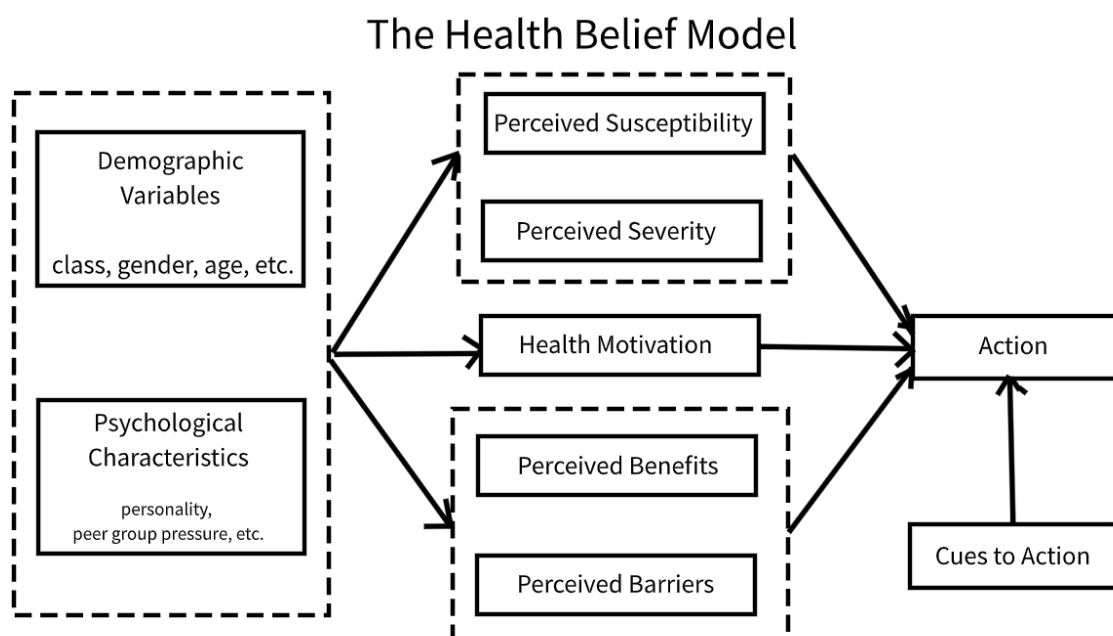 The Health Belief Model
Demographic
Variables
class, gender, age, etc.
Psychological
Characteristics
personality,
peer group pressure, etc.
Perceived Susceptibility
Perceived Severity
Health Motivation
Perceived Benefits
Perceived Barriers
Action
Cues to Action